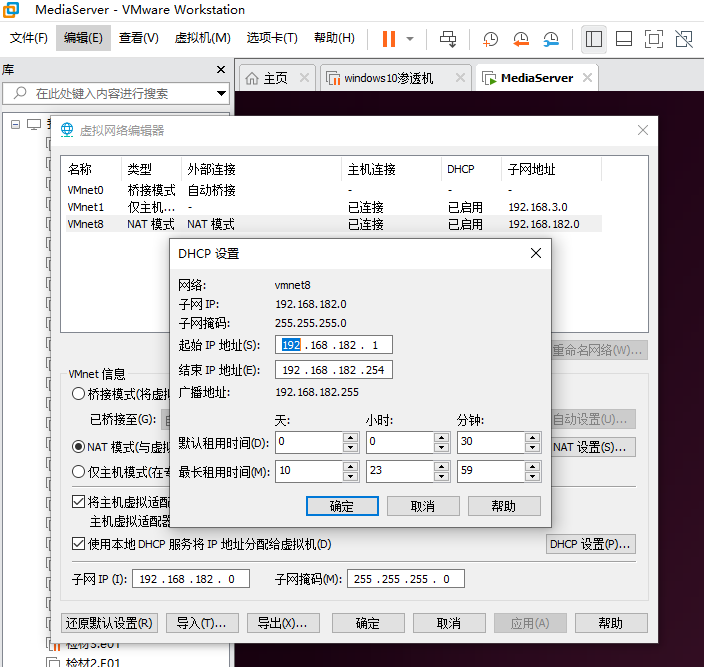 MediaServer - VMware Workstation
文件(F) 编辑(E) 查看(V) 虚拟机(M) 选项卡(T) 帮助(H)
库
在此处键入内容进行搜索
主页 windows10渗透机 MediaServer
虚拟网络编辑器
名称 类型 外部连接 主机连接 DHCP 子网地址
VMnet0 桥接模式 自动桥接 - - -
VMnet1 仅主机... - 已连接 已启用 192.168.3.0
VMnet8 NAT 模式 NAT 模式 已连接 已启用 192.168.182.0
DHCP 设置
网络: vmnet8
子网 IP: 192.168.182.0
子网掩码: 255.255.255.0
起始 IP 地址(S): 192 . 168 . 182 . 1
结束 IP 地址(E): 192 . 168 . 182 . 254
广播地址: 192.168.182.255
天: 小时: 分钟:
默认租用时间(D): 0 0 30
最长租用时间(M): 10 23 59
确定 取消 帮助
重命名网络(W)...
VMnet 信息
桥接模式(将虚拟
已桥接至(G): 自动设置(U)...
NAT 模式(与虚拟 NAT 设置(S)...
仅主机模式(在专
将主机虚拟适配
主机虚拟适配器
使用本地 DHCP 服务将 IP 地址分配给虚拟机(D) DHCP 设置(P)...
子网 IP (I): 192 . 168 . 182 . 0 子网掩码(M): 255 . 255 . 255 . 0
还原默认设置(R) 导入(T)... 导出(X)... 确定 取消 应用(A) 帮助
检材3.e01
检材2.E01